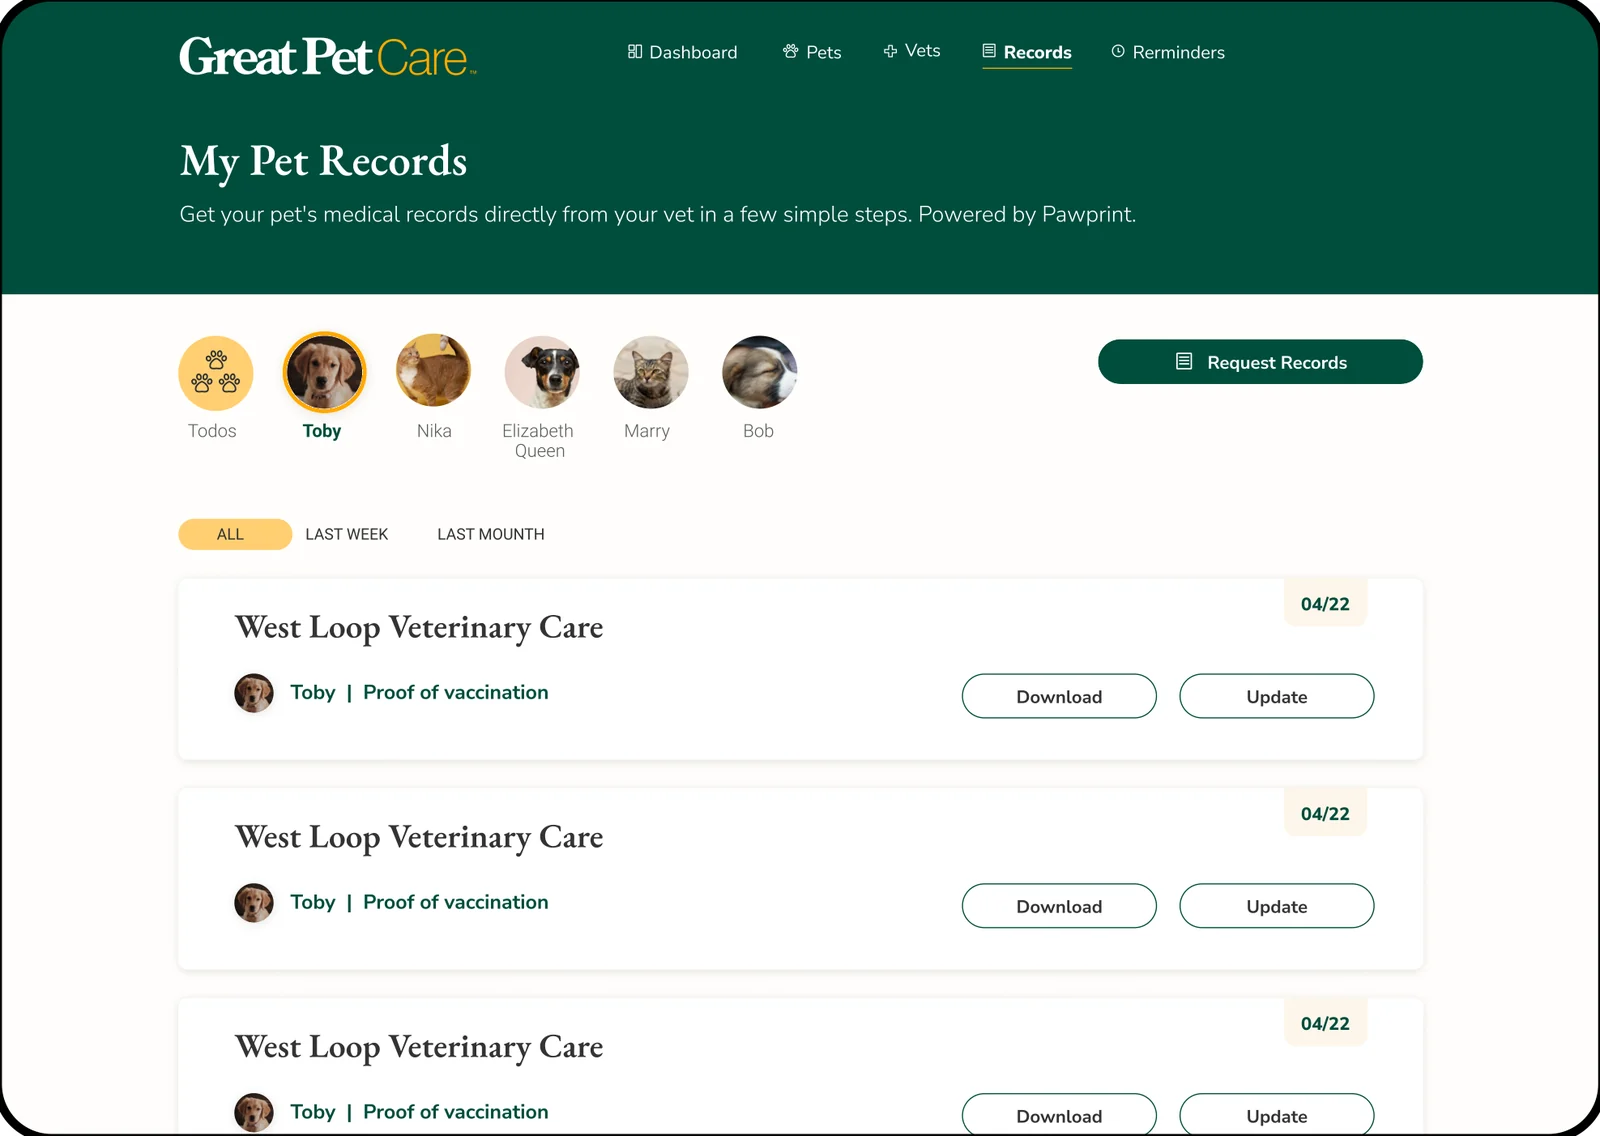 Great Pet Care™
Dashboard Pets Vets Records Rerminders
My Pet Records
Get your pet's medical records directly from your vet in a few simple steps. Powered by Pawprint.
Request Records
Todos Toby Nika Elizabeth Queen Marry Bob
ALL LAST WEEK LAST MOUNTH
04/22
West Loop Veterinary Care
Toby | Proof of vaccination
Download Update
04/22
West Loop Veterinary Care
Toby | Proof of vaccination
Download Update
04/22
West Loop Veterinary Care
Toby | Proof of vaccination
Download Update